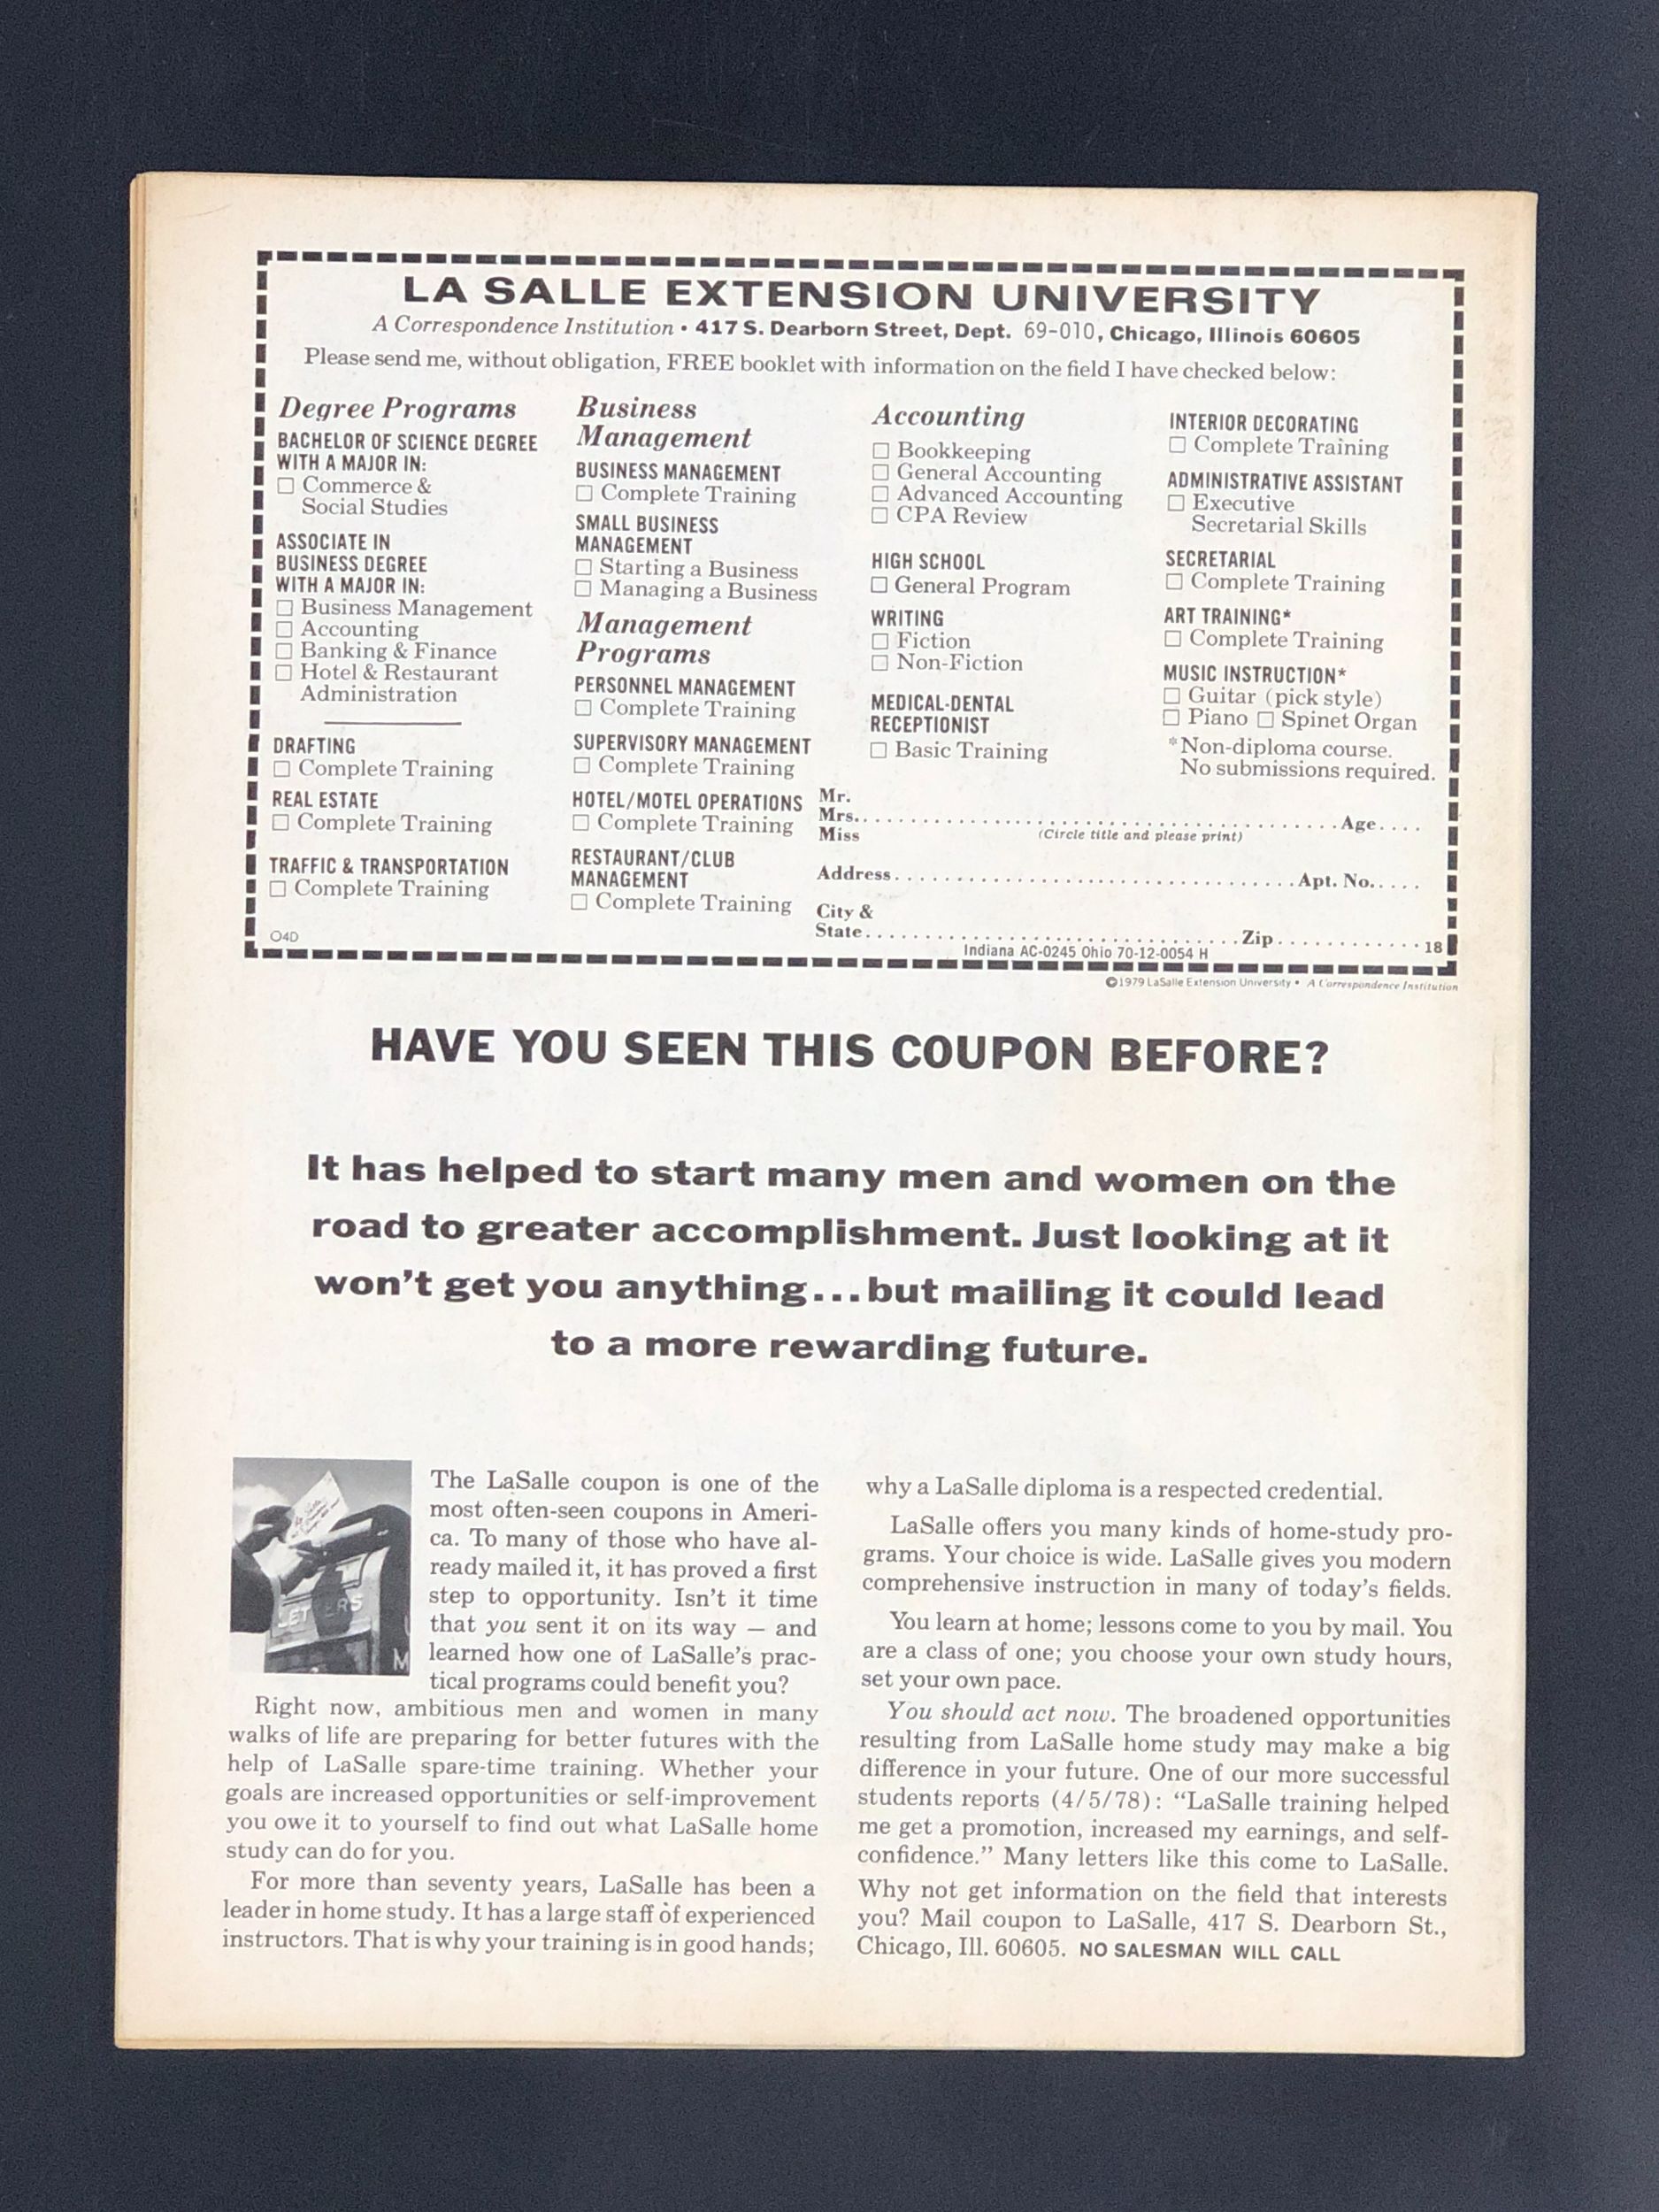 LA SALLE EXTENSION UNIVERSITY
A Correspondence Institution • 417 S. Dearborn Street, Dept. 69-010, Chicago, Illinois 60605
Please send me, without obligation, FREE booklet with information on the field I have checked below:
Degree Programs
BACHELOR OF SCIENCE DEGREE
WITH A MAJOR IN:
□ Commerce &
Social Studies
ASSOCIATE IN
BUSINESS DEGREE
WITH A MAJOR IN:
□ Business Management
□ Accounting
□ Banking & Finance
□ Hotel & Restaurant
Administration
DRAFTING
□ Complete Training
REAL ESTATE
□ Complete Training
TRAFFIC & TRANSPORTATION
□ Complete Training
O4D
Business
Management
BUSINESS MANAGEMENT
□ Complete Training
SMALL BUSINESS
MANAGEMENT
□ Starting a Business
□ Managing a Business
Management
Programs
PERSONNEL MANAGEMENT
□ Complete Training
SUPERVISORY MANAGEMENT
□ Complete Training
HOTEL/MOTEL OPERATIONS
□ Complete Training
RESTAURANT/CLUB
MANAGEMENT
□ Complete Training
Accounting
□ Bookkeeping
□ General Accounting
□ Advanced Accounting
□ CPA Review
HIGH SCHOOL
□ General Program
WRITING
□ Fiction
□ Non-Fiction
MEDICAL-DENTAL
RECEPTIONIST
□ Basic Training
INTERIOR DECORATING
□ Complete Training
ADMINISTRATIVE ASSISTANT
□ Executive
Secretarial Skills
SECRETARIAL
□ Complete Training
ART TRAINING*
□ Complete Training
MUSIC INSTRUCTION*
□ Guitar (pick style)
□ Piano □ Spinet Organ
*Non-diploma course.
No submissions required.
Mr.
Mrs. Age
Miss (Circle title and please print)
Address Apt. No.
City &
State Zip 18
Indiana AC-0245 Ohio 70-12-0054 H
©1979 LaSalle Extension University • A Correspondence Institution
HAVE YOU SEEN THIS COUPON BEFORE?
It has helped to start many men and women on the
road to greater accomplishment. Just looking at it
won't get you anything...but mailing it could lead
to a more rewarding future.
LETTERS
M
The LaSalle coupon is one of the
most often-seen coupons in Ameri-
ca. To many of those who have al-
ready mailed it, it has proved a first
step to opportunity. Isn't it time
that you sent it on its way — and
learned how one of LaSalle's prac-
tical programs could benefit you?
Right now, ambitious men and women in many
walks of life are preparing for better futures with the
help of LaSalle spare-time training. Whether your
goals are increased opportunities or self-improvement
you owe it to yourself to find out what LaSalle home
study can do for you.
For more than seventy years, LaSalle has been a
leader in home study. It has a large staff of experienced
instructors. That is why your training is in good hands;
why a LaSalle diploma is a respected credential.
LaSalle offers you many kinds of home-study pro-
grams. Your choice is wide. LaSalle gives you modern
comprehensive instruction in many of today's fields.
You learn at home; lessons come to you by mail. You
are a class of one; you choose your own study hours,
set your own pace.
You should act now. The broadened opportunities
resulting from LaSalle home study may make a big
difference in your future. One of our more successful
students reports (4/5/78): “LaSalle training helped
me get a promotion, increased my earnings, and self-
confidence.” Many letters like this come to LaSalle.
Why not get information on the field that interests
you? Mail coupon to LaSalle, 417 S. Dearborn St.,
Chicago, Ill. 60605. NO SALESMAN WILL CALL